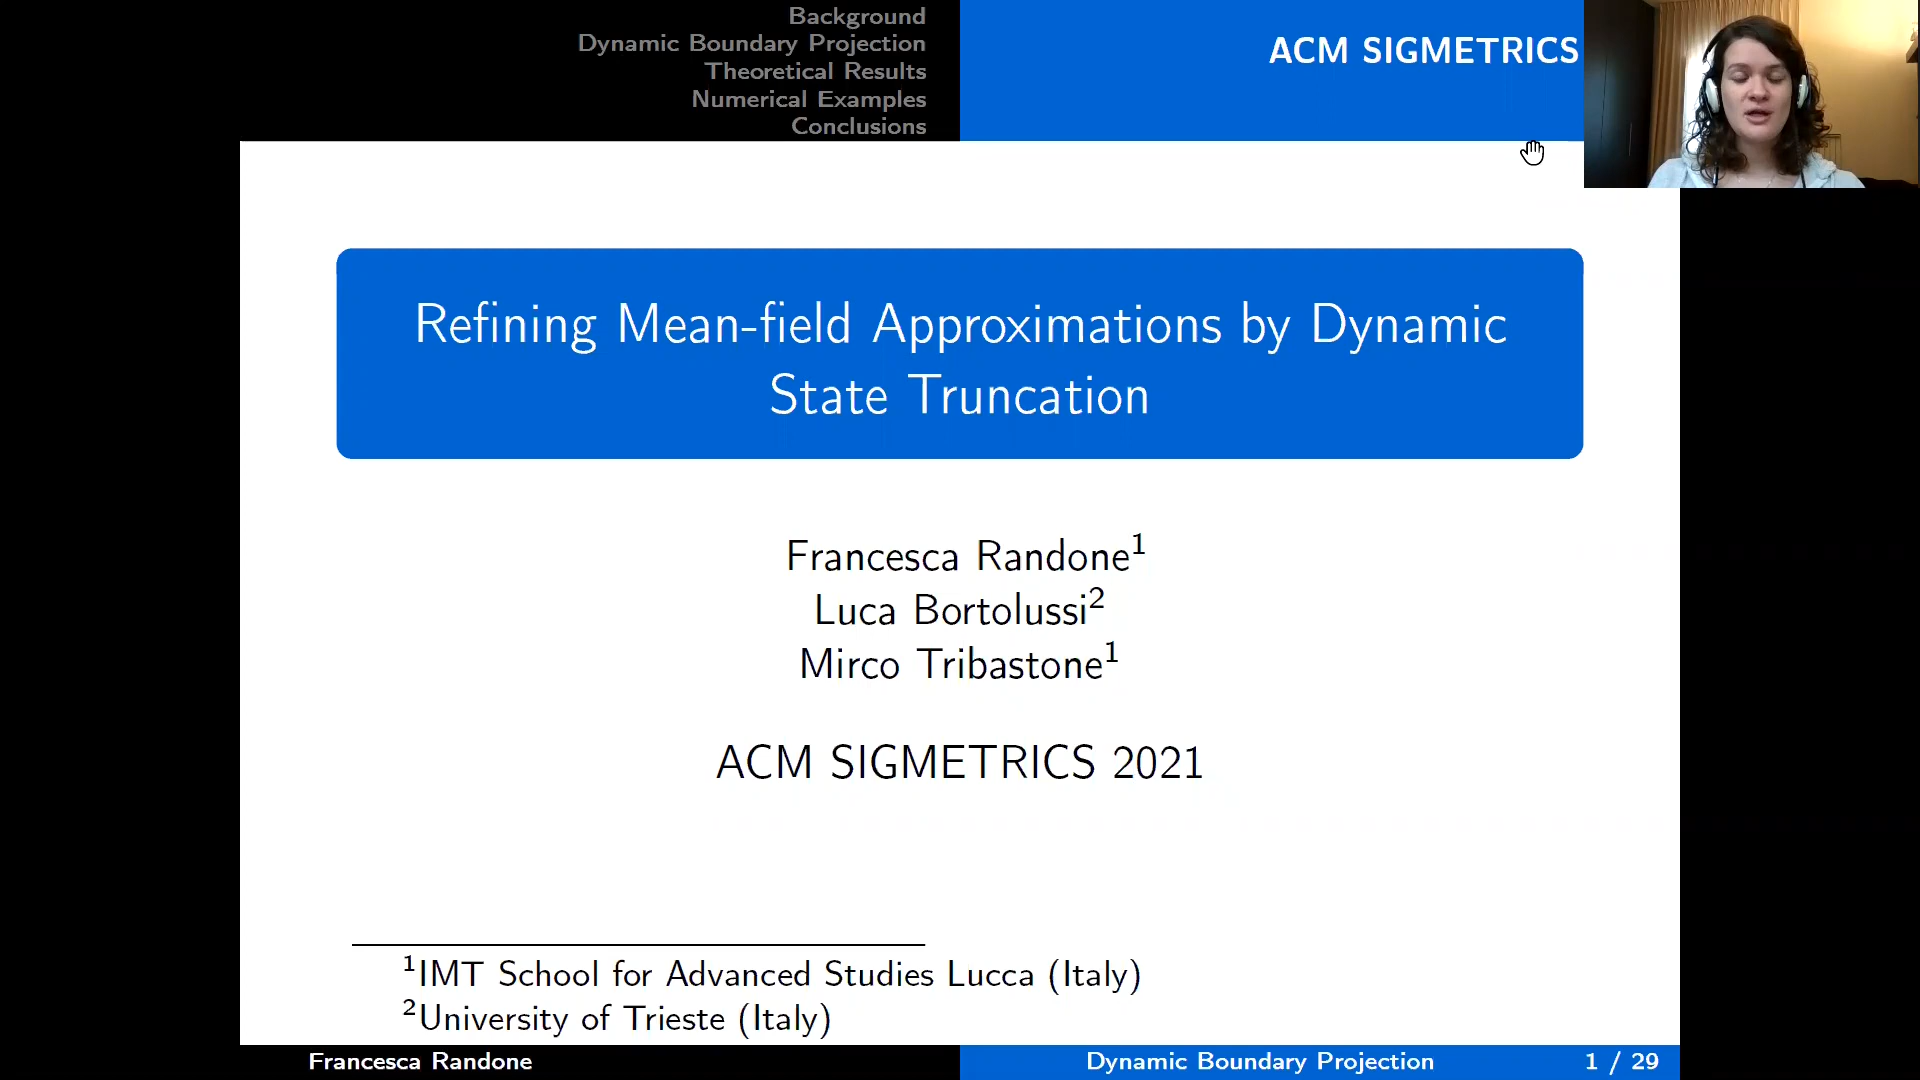 Background
Dynamic Boundary Projection
Theoretical Results
Numerical Examples
Conclusions
ACM SIGMETRICS
Refining Mean-field Approximations by Dynamic
State Truncation
Francesca Randone¹
Luca Bortolussi²
Mirco Tribastone¹
ACM SIGMETRICS 2021
¹IMT School for Advanced Studies Lucca (Italy)
²University of Trieste (Italy)
Francesca Randone
Dynamic Boundary Projection
1 / 29